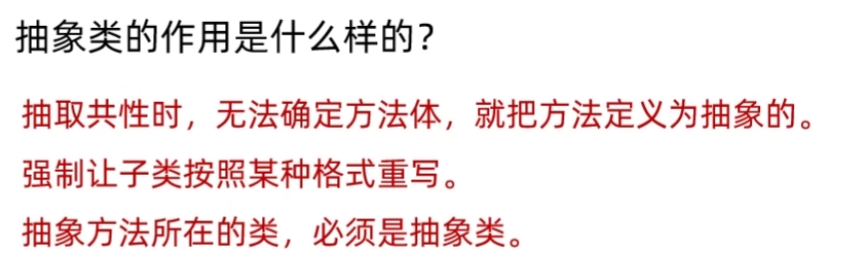 抽象类的作用是什么样的？
抽取共性时，无法确定方法体，就把方法定义为抽象的。
强制让子类按照某种格式重写。
抽象方法所在的类，必须是抽象类。